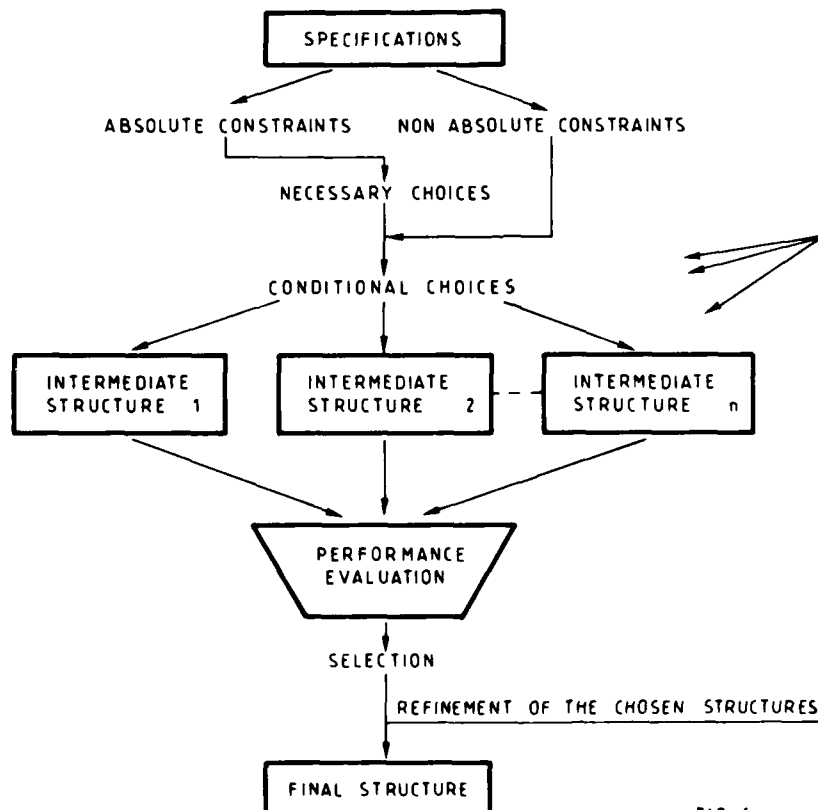 SPECIFICATIONS
ABSOLUTE CONSTRAINTS
NON ABSOLUTE CONSTRAINTS
NECESSARY CHOICES
CONDITIONAL CHOICES
INTERMEDIATE
STRUCTURE 1
INTERMEDIATE
STRUCTURE 2
INTERMEDIATE
STRUCTURE n
PERFORMANCE
EVALUATION
SELECTION
REFINEMENT OF THE CHOSEN STRUCTURES
FINAL STRUCTURE